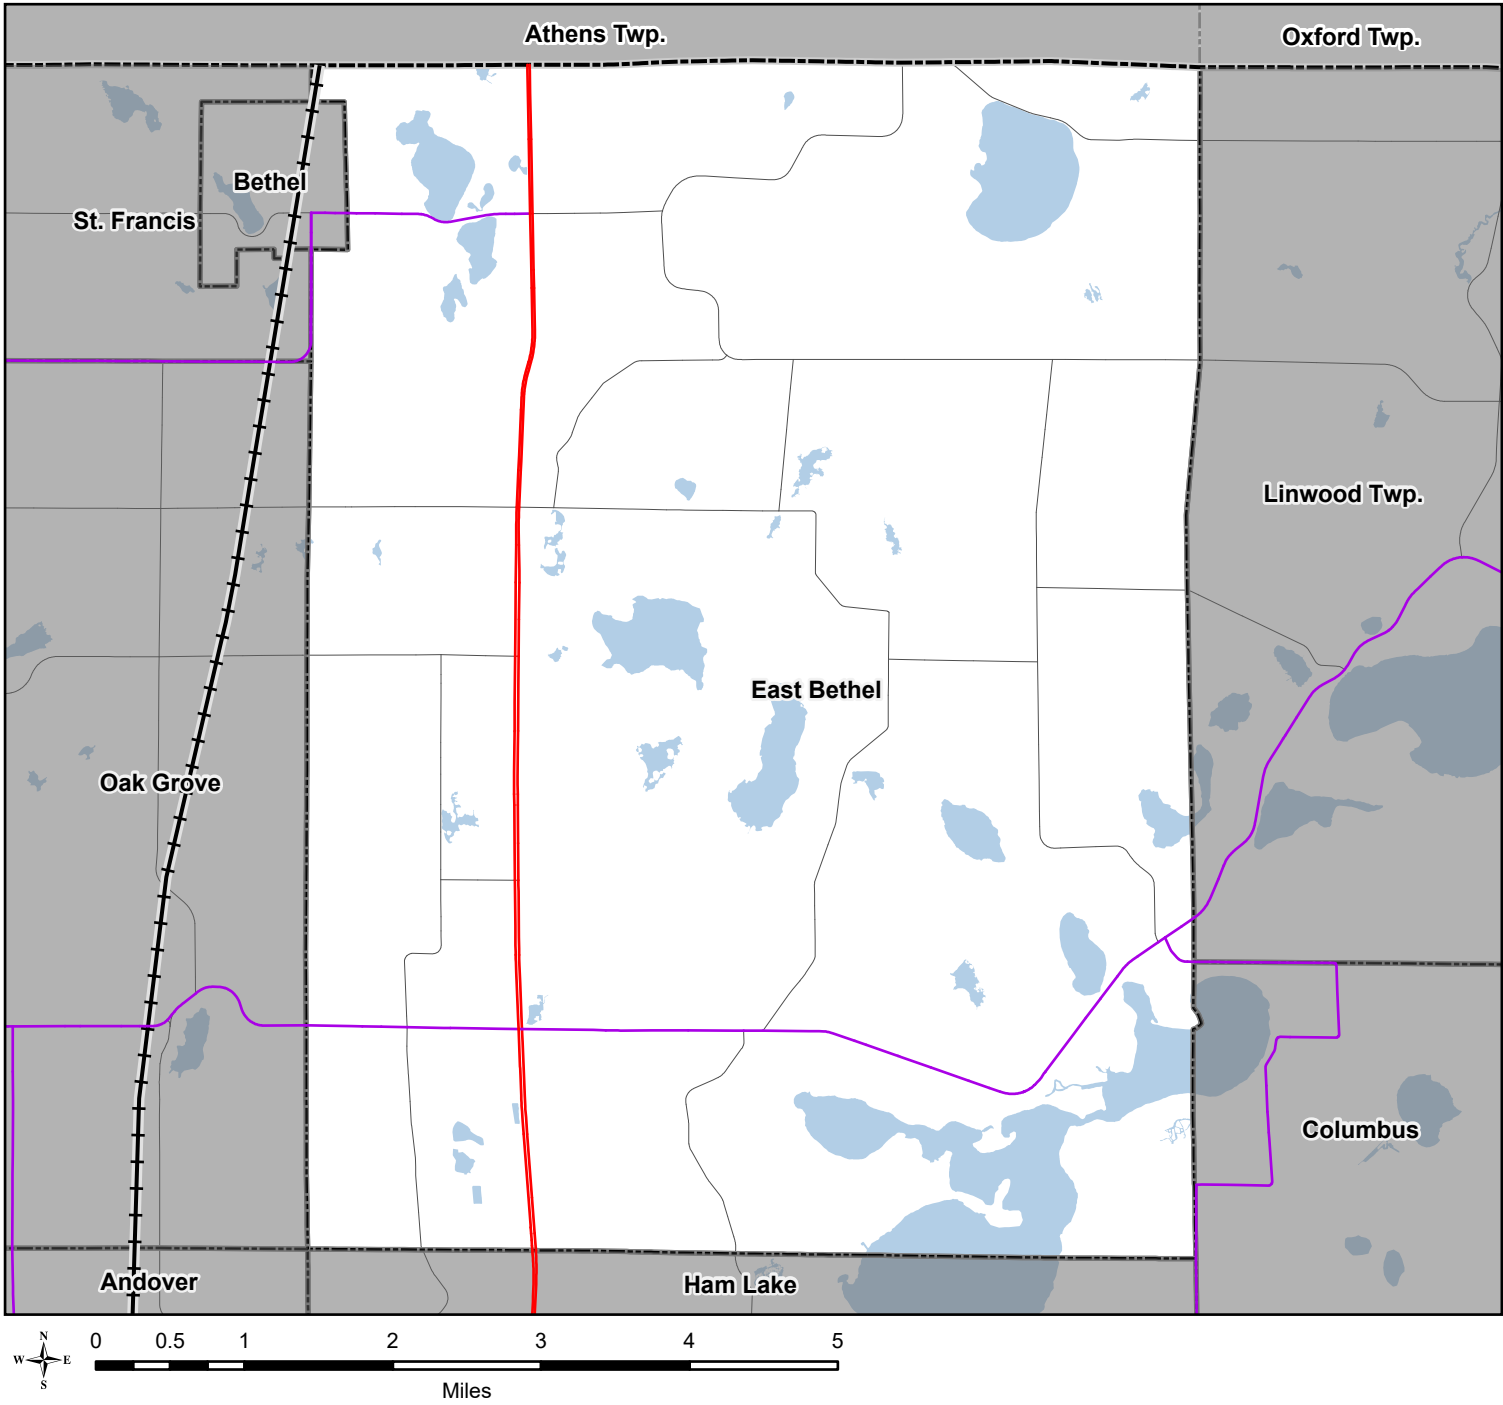 Athens Twp.
Oxford Twp.
Bethel
St. Francis
Linwood Twp.
East Bethel
Oak Grove
Columbus
Andover
Ham Lake
N
W E
S
0 0.5 1 2 3 4 5
Miles